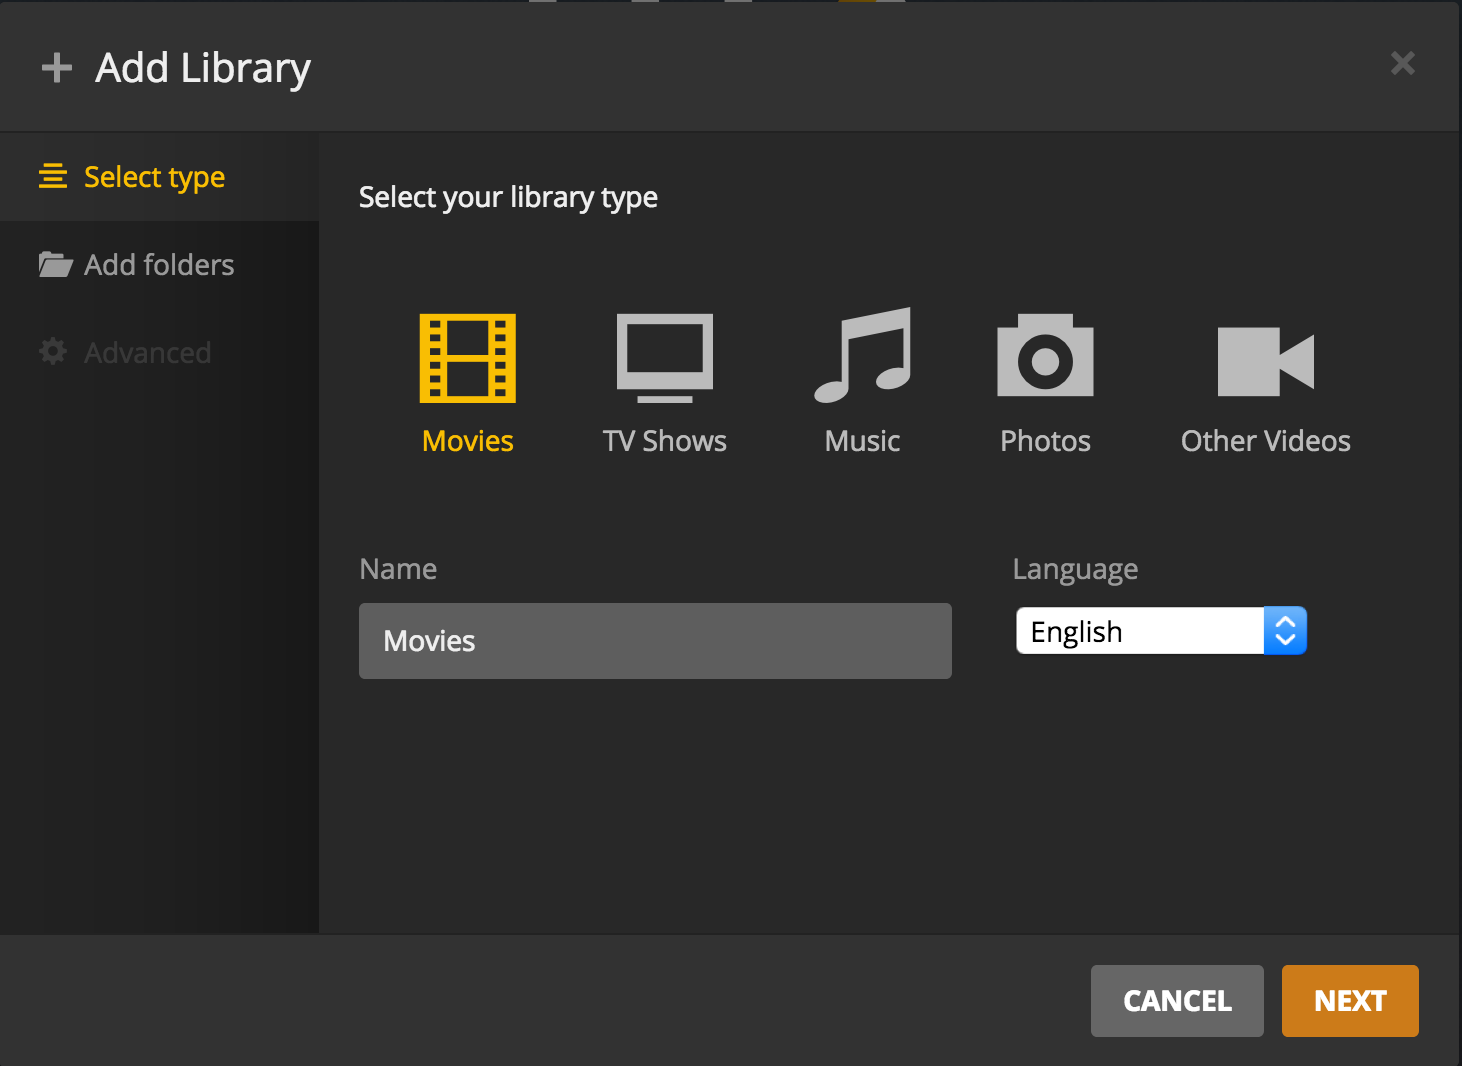 Add Library
Select type
Add folders
Advanced
Select your library type
Movies
TV Shows
Music
Photos
Other Videos
Name
Language
Movies
English
CANCEL
NEXT